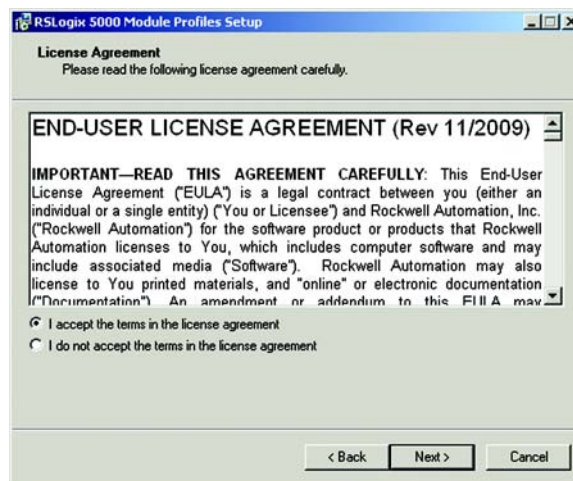 RSLogix 5000 Module Profiles Setup
License Agreement
Please read the following license agreement carefully.
END-USER LICENSE AGREEMENT (Rev 11/2009)
IMPORTANT—READ THIS AGREEMENT CAREFULLY: This End-User
License Agreement ("EULA") is a legal contract between you (either an
individual or a single entity) ("You or Licensee") and Rockwell Automation, Inc.
("Rockwell Automation") for the software product or products that Rockwell
Automation licenses to You, which includes computer software and may
include associated media ("Software"). Rockwell Automation may also
license to You printed materials, and "online" or electronic documentation
("Documentation"). An amendment or addendum to this EULA may
I accept the terms in the license agreement
I do not accept the terms in the license agreement
< Back Next > Cancel